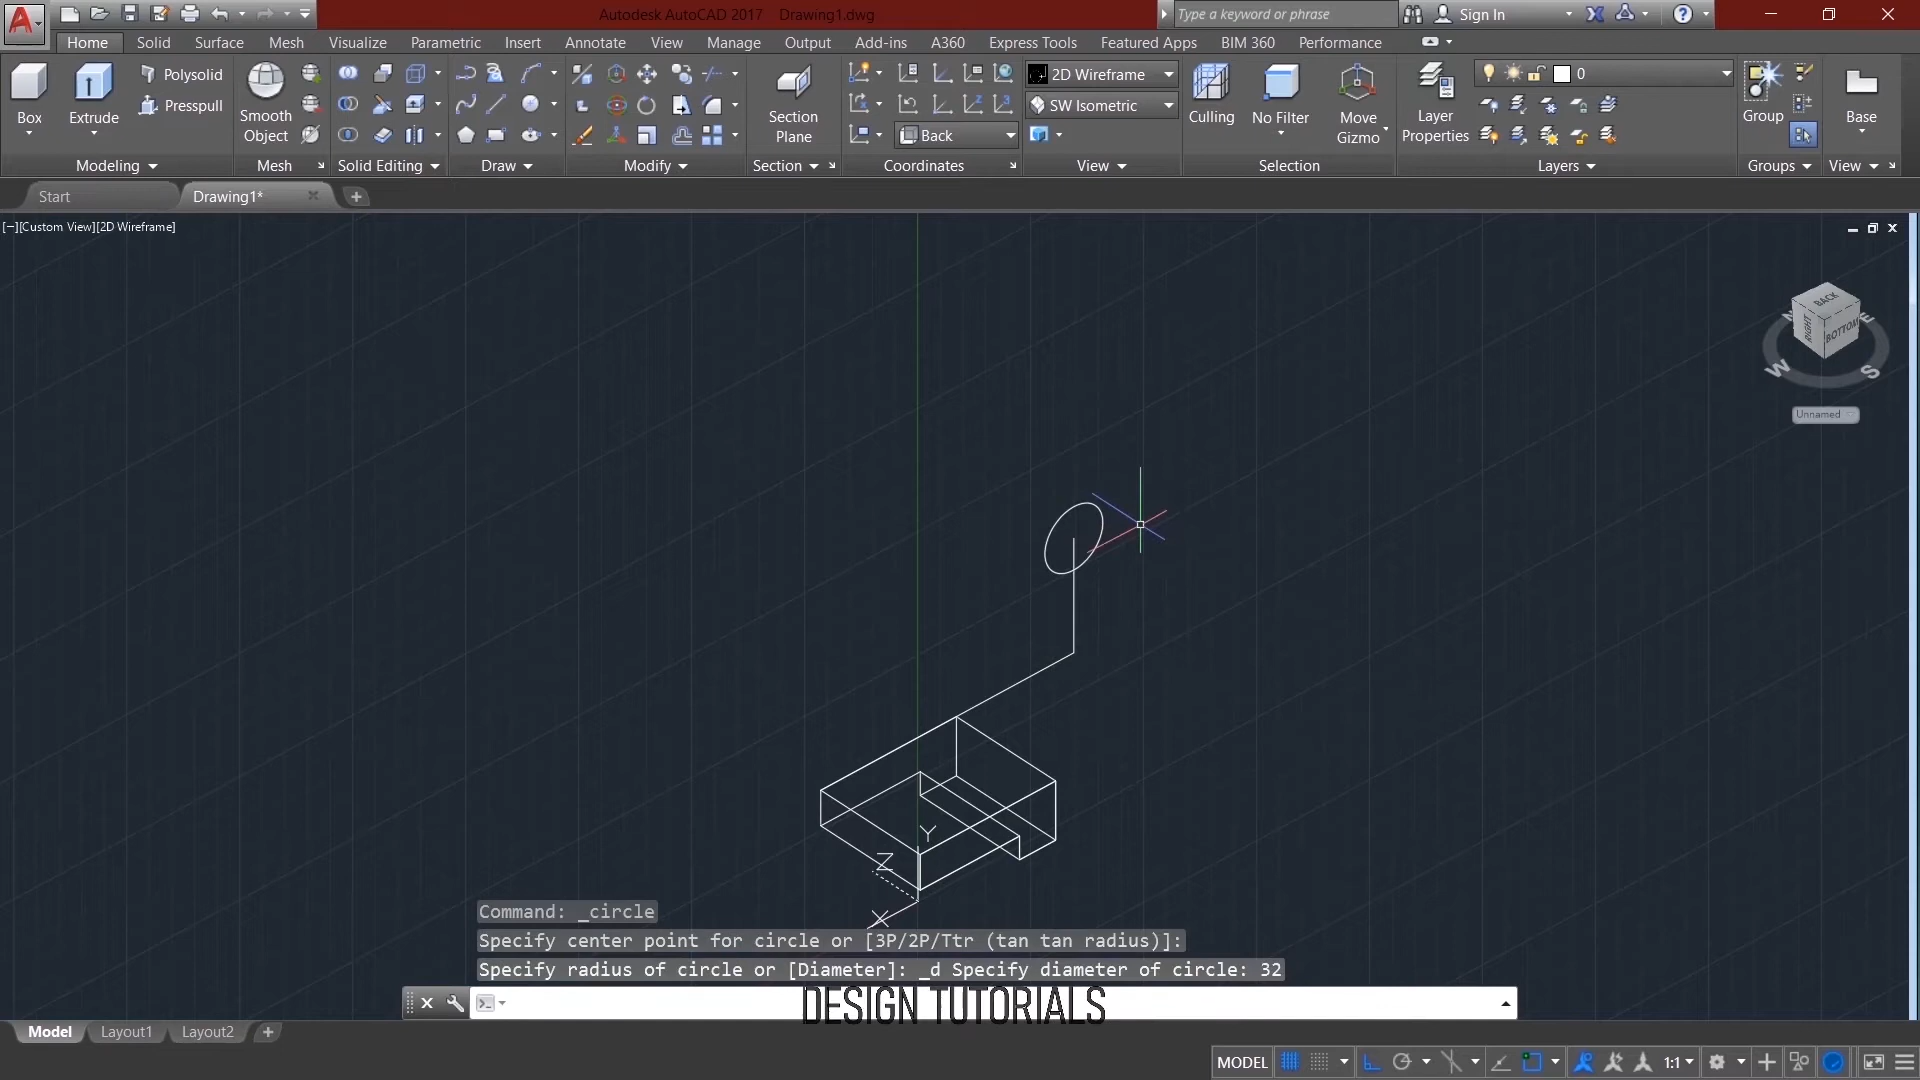 Autodesk AutoCAD 2017 Drawing1.dwg
Type a keyword or phrase
Sign In
Home Solid Surface Mesh Visualize Parametric Insert Annotate View Manage Output Add-ins A360 Express Tools Featured Apps BIM 360 Performance
Box
Extrude
Polysolid
Presspull
Smooth
Object
Section
Plane
Back
2D Wireframe
SW Isometric
Culling
No Filter
Move
Gizmo
Layer
Properties
0
Group
Base
Modeling Mesh Solid Editing Draw Modify Section Coordinates View Selection Layers Groups View
Start Drawing1*
[−][Custom View][2D Wireframe]
BACK
RIGHT
BOTTOM
N E
W S
Unnamed
Y
Z
X
Command: _circle
Specify center point for circle or [3P/2P/Ttr (tan tan radius)]:
Specify radius of circle or [Diameter]: _d Specify diameter of circle: 32
DESIGN TUTORIALS
Model Layout1 Layout2
MODEL 1:1